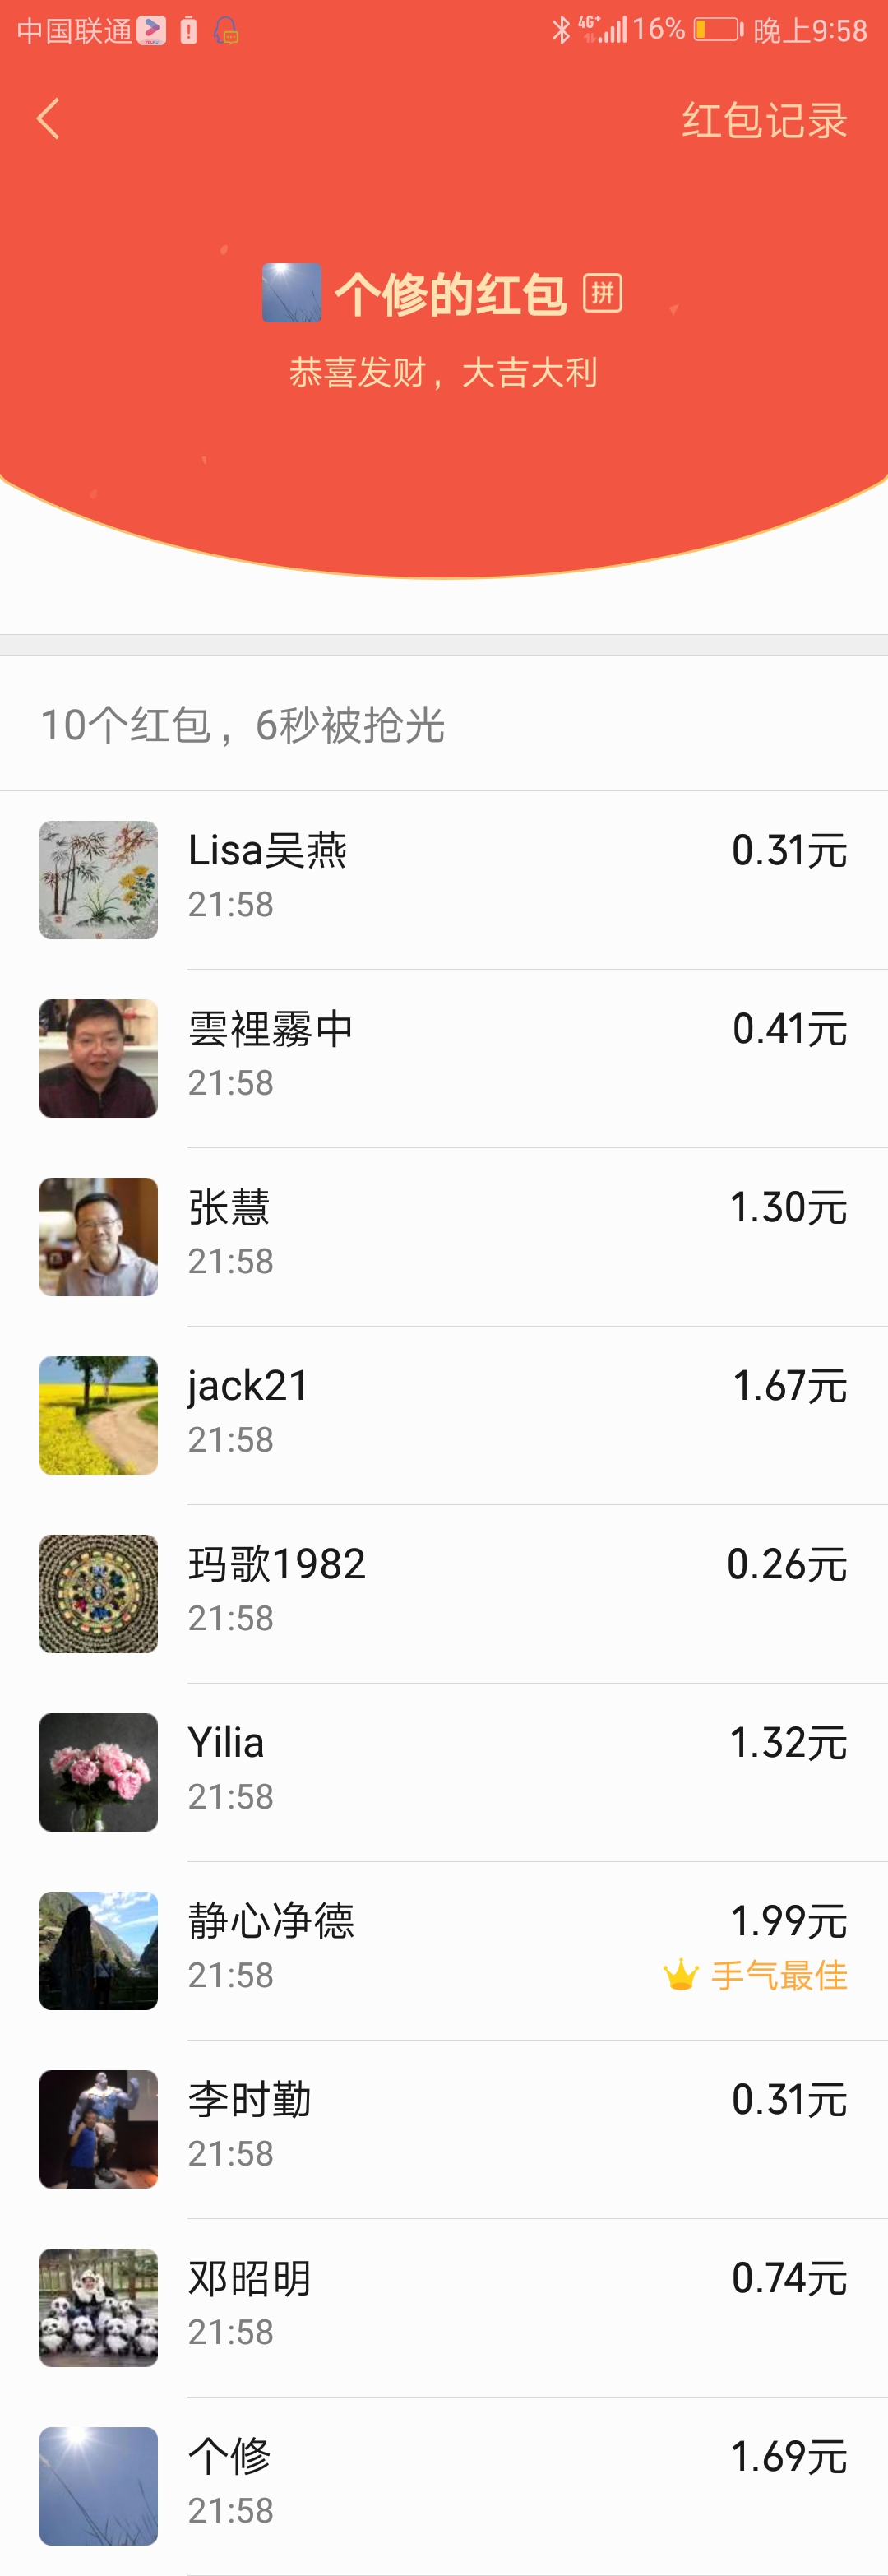 中国联通 4G+ 16% 晚上9:58
红包记录
个修的红包 拼
恭喜发财，大吉大利
10个红包，6秒被抢光
Lisa吴燕 0.31元
21:58
雲裡霧中 0.41元
21:58
张慧 1.30元
21:58
jack21 1.67元
21:58
玛歌1982 0.26元
21:58
Yilia 1.32元
21:58
静心净德 1.99元
21:58 手气最佳
李时勤 0.31元
21:58
邓昭明 0.74元
21:58
个修 1.69元
21:58